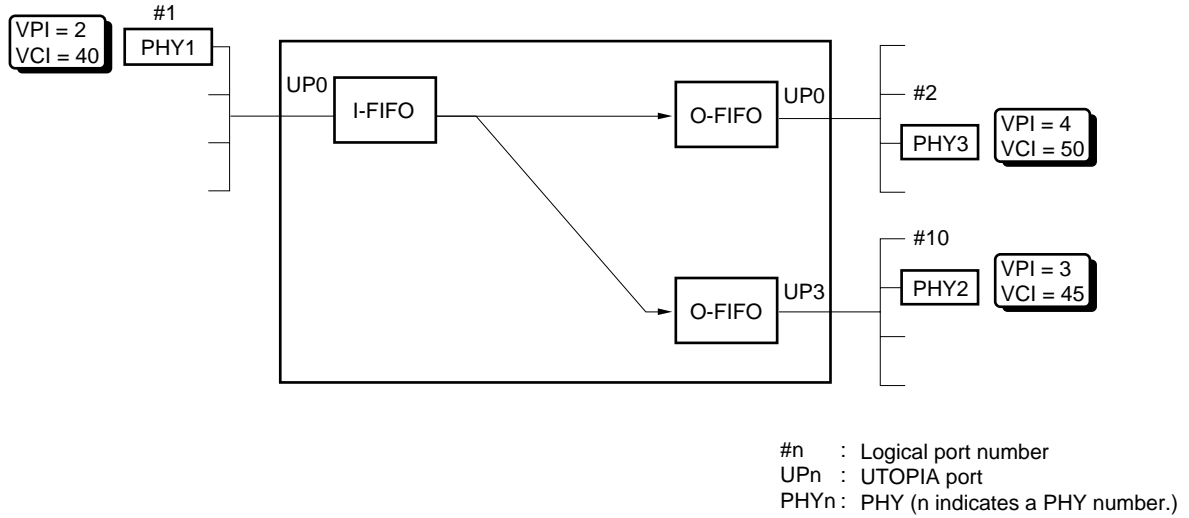 #1
VPI = 2
VCI = 40
PHY1
UP0
I-FIFO
O-FIFO
UP0
#2
PHY3
VPI = 4
VCI = 50
#10
O-FIFO
UP3
PHY2
VPI = 3
VCI = 45
#n : Logical port number
UPn : UTOPIA port
PHYn : PHY (n indicates a PHY number.)